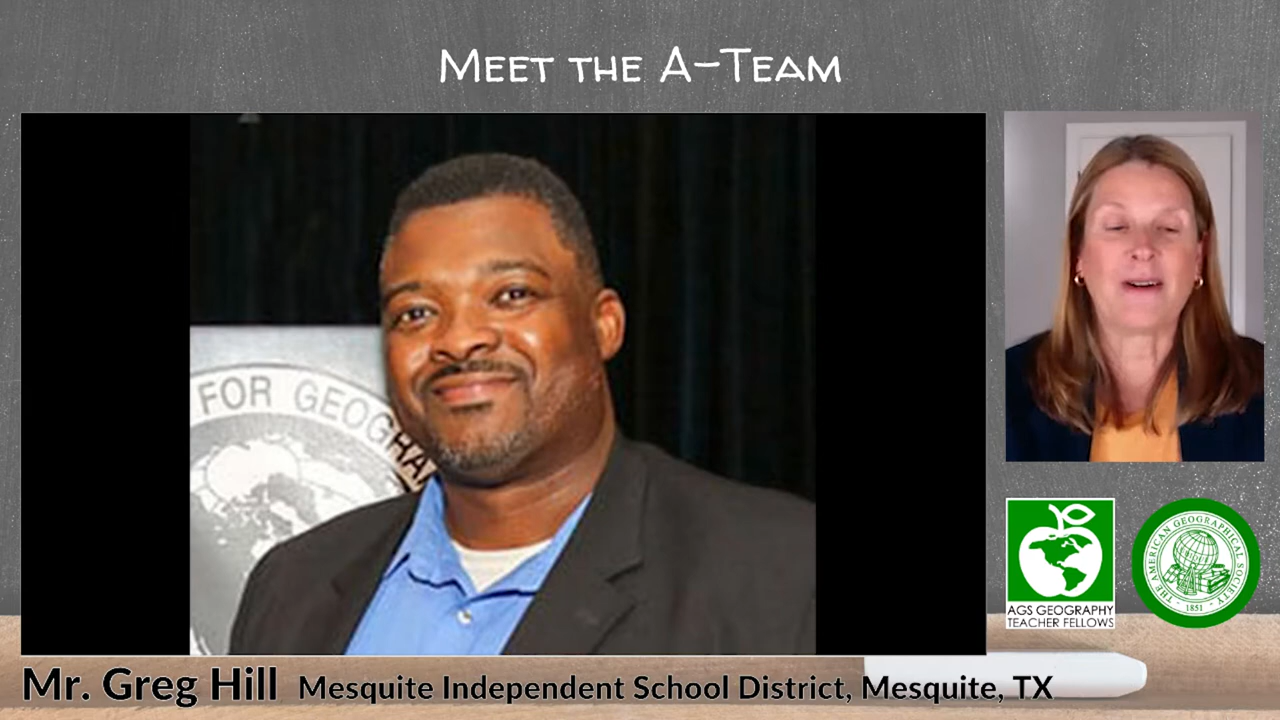 MEET THE A-TEAM
FOR GEOGRA
AGS GEOGRAPHY
TEACHER FELLOWS
THE AMERICAN GEOGRAPHICAL SOCIETY
1851
Mr. Greg Hill Mesquite Independent School District, Mesquite, TX